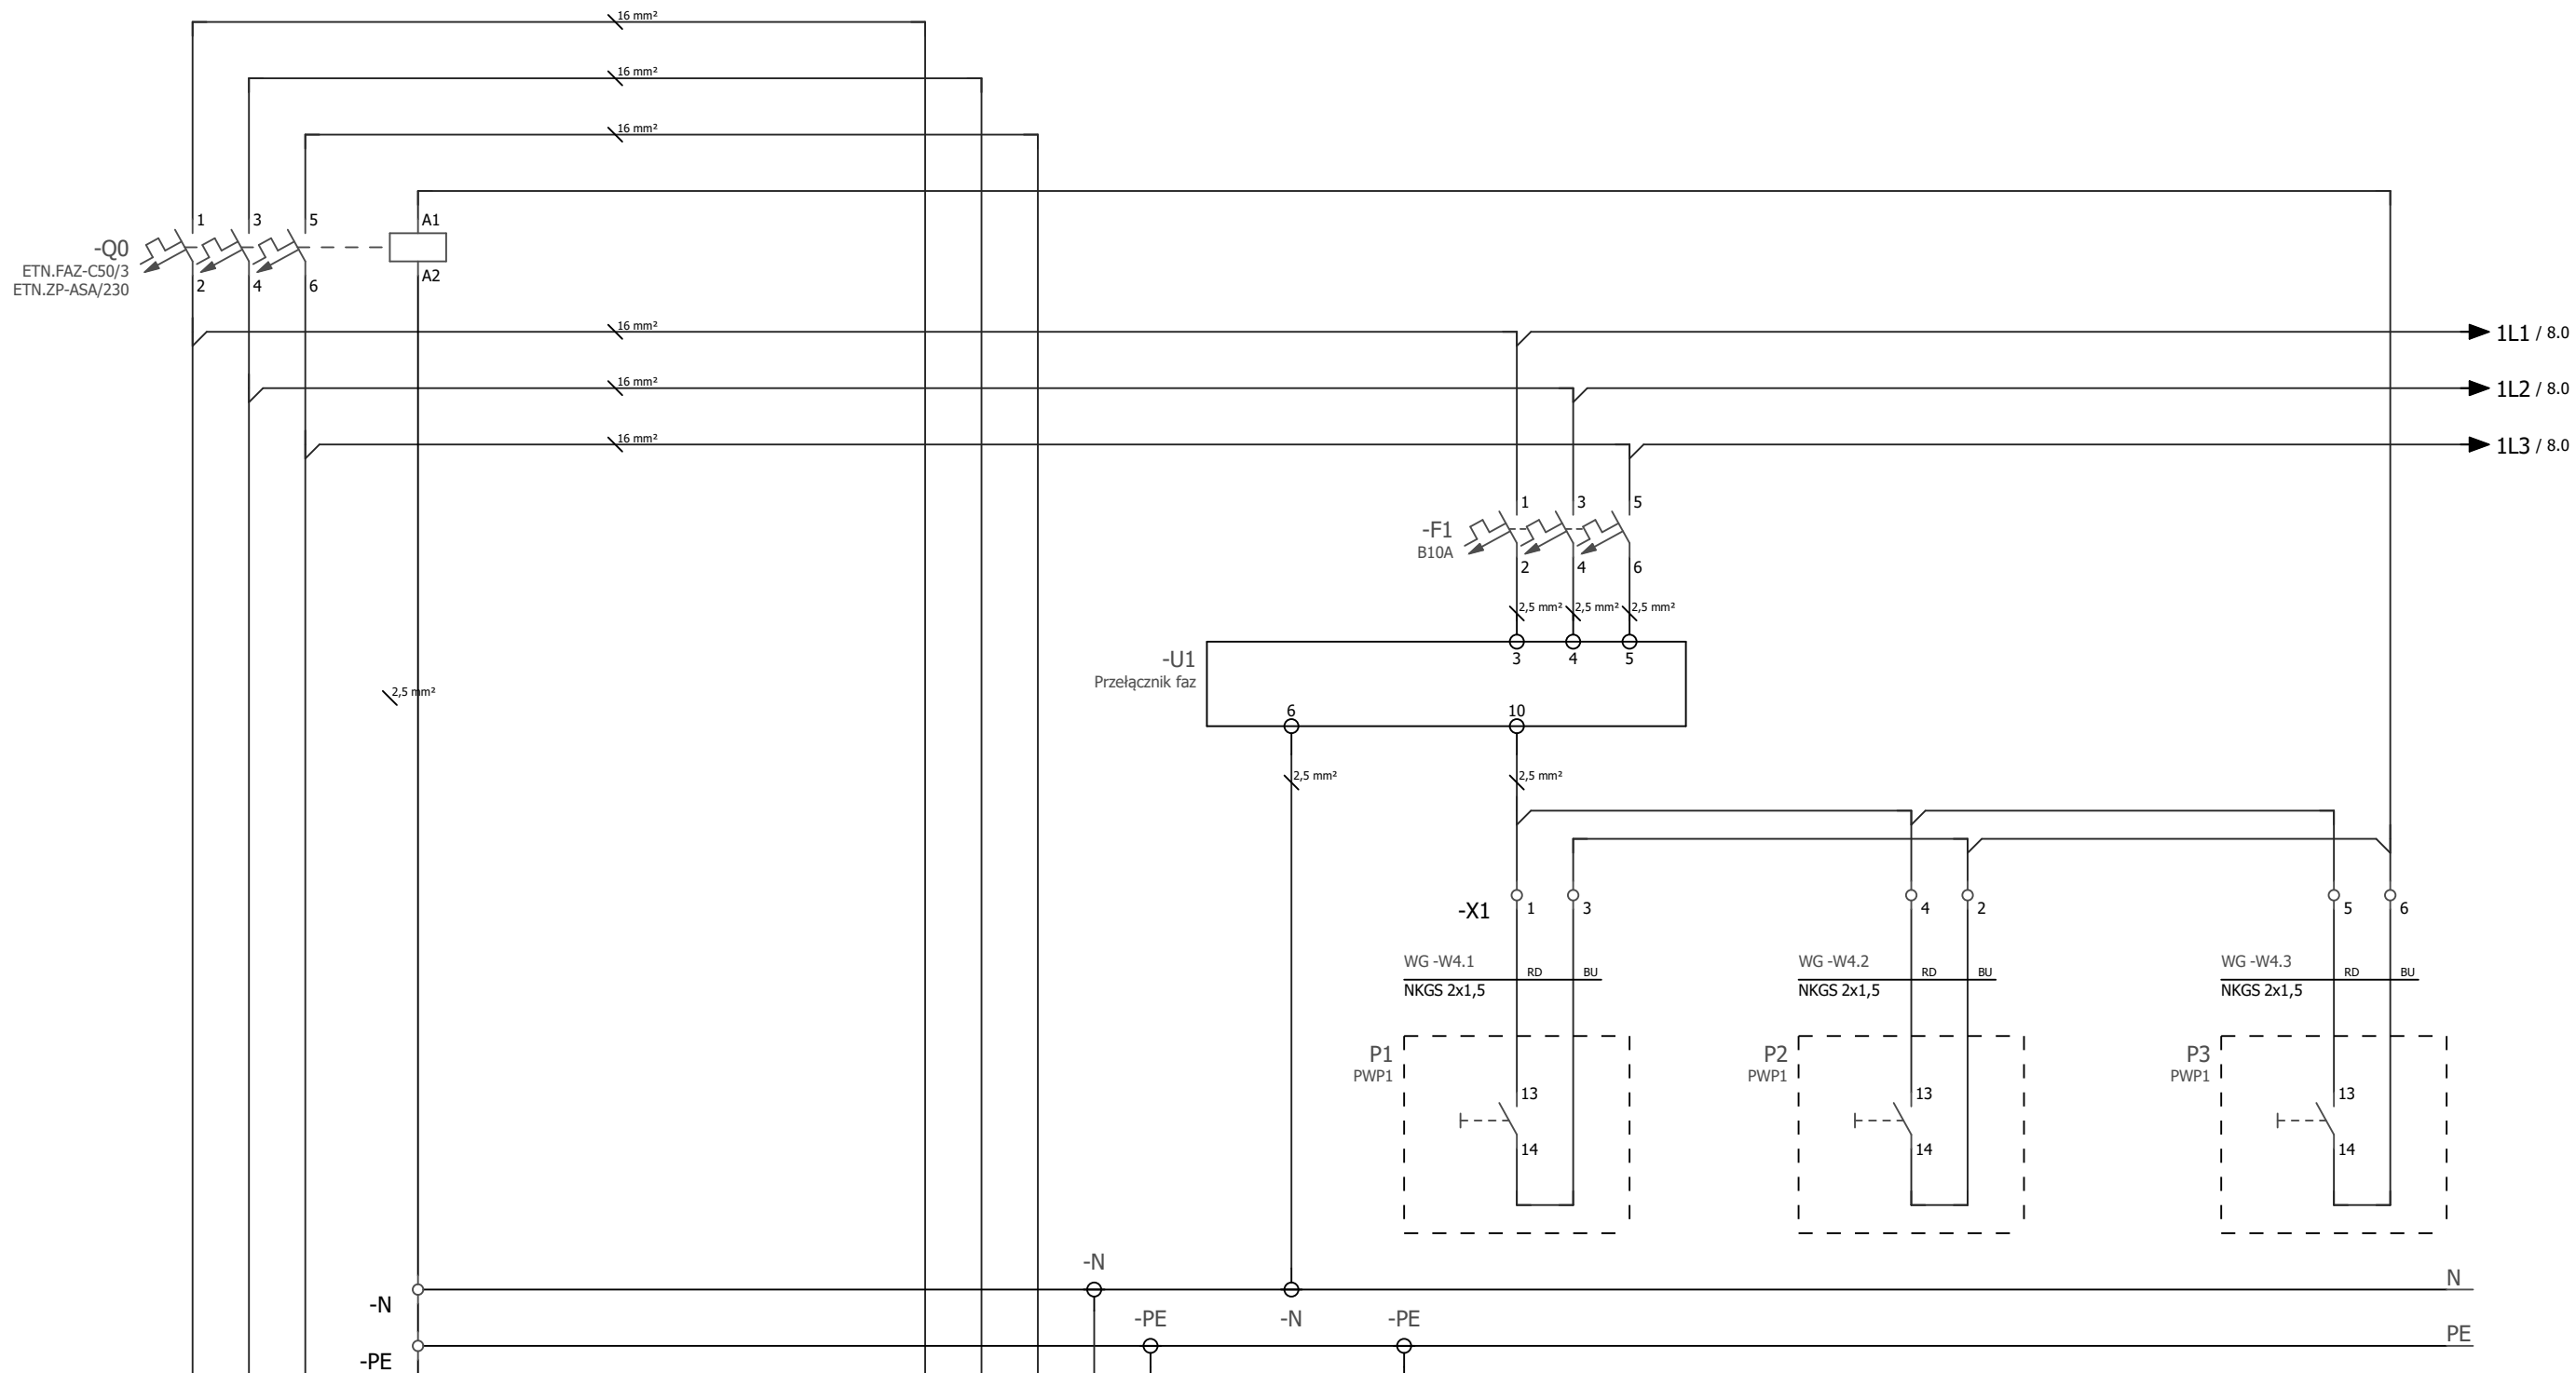 16 mm²
16 mm²
16 mm²
1 3 5 A1
-Q0
ETN.FAZ-C50/3
ETN.ZP-ASA/230
2 4 6 A2
16 mm²
1L1 / 8.0
16 mm²
1L2 / 8.0
16 mm²
1L3 / 8.0
1 3 5
-F1
B10A
2 4 6
2,5 mm² 2,5 mm² 2,5 mm²
-U1
Przełącznik faz
3 4 5
2,5 mm²
6 10
2,5 mm² 2,5 mm²
-X1 1 3 4 2 5 6
WG -W4.1 RD BU
NKGS 2x1,5
WG -W4.2 RD BU
NKGS 2x1,5
WG -W4.3 RD BU
NKGS 2x1,5
P1
PWP1
13
14
P2
PWP1
13
14
P3
PWP1
13
14
-N
N
-N
-PE -N -PE
PE
-PE